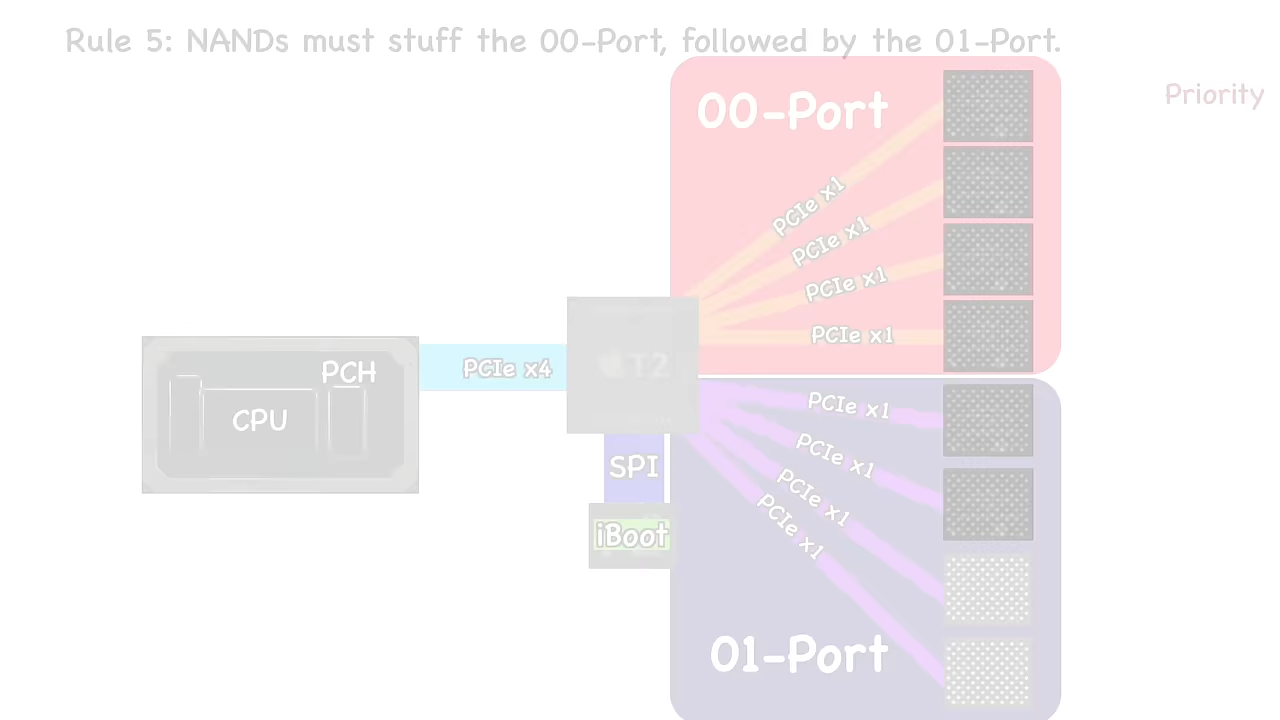 Rule 5: NANDs must stuff the 00-Port, followed by the 01-Port.
Priority
00-Port
PCIe x1
PCIe x1
PCIe x1
PCIe x1
T2
PCIe x4
PCH
CPU
PCIe x1
PCIe x1
PCIe x1
PCIe x1
SPI
iBoot
01-Port